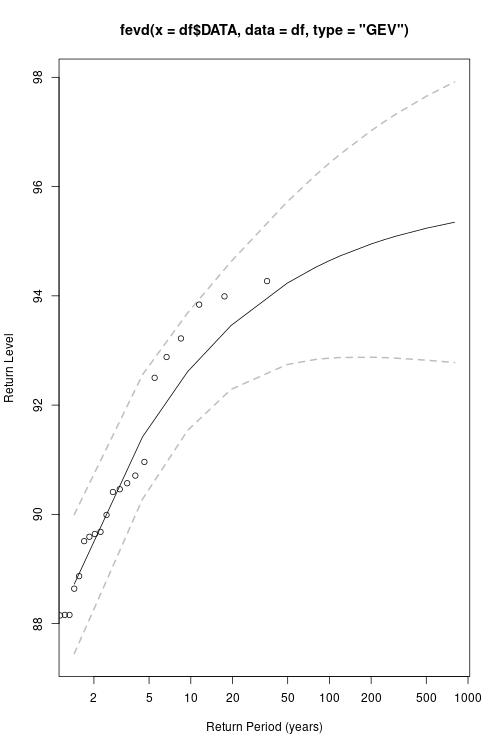 fevd(x = df$DATA, data = df, type = "GEV")
98
96
94
92
90
88
Return Level
2 5 10 20 50 100 200 500 1000
Return Period (years)